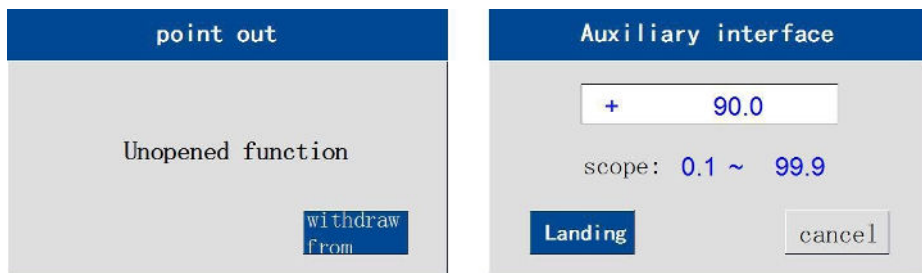 point out
Unopened function
withdraw
from
Auxiliary interface
+ 90.0
scope: 0.1 ~ 99.9
Landing
cancel